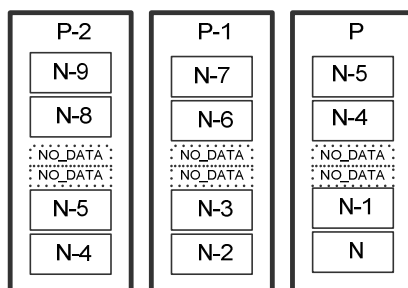 P-2
N-9
N-8
NO_DATA
NO_DATA
N-5
N-4
P-1
N-7
N-6
NO_DATA
NO_DATA
N-3
N-2
P
N-5
N-4
NO_DATA
NO_DATA
N-1
N